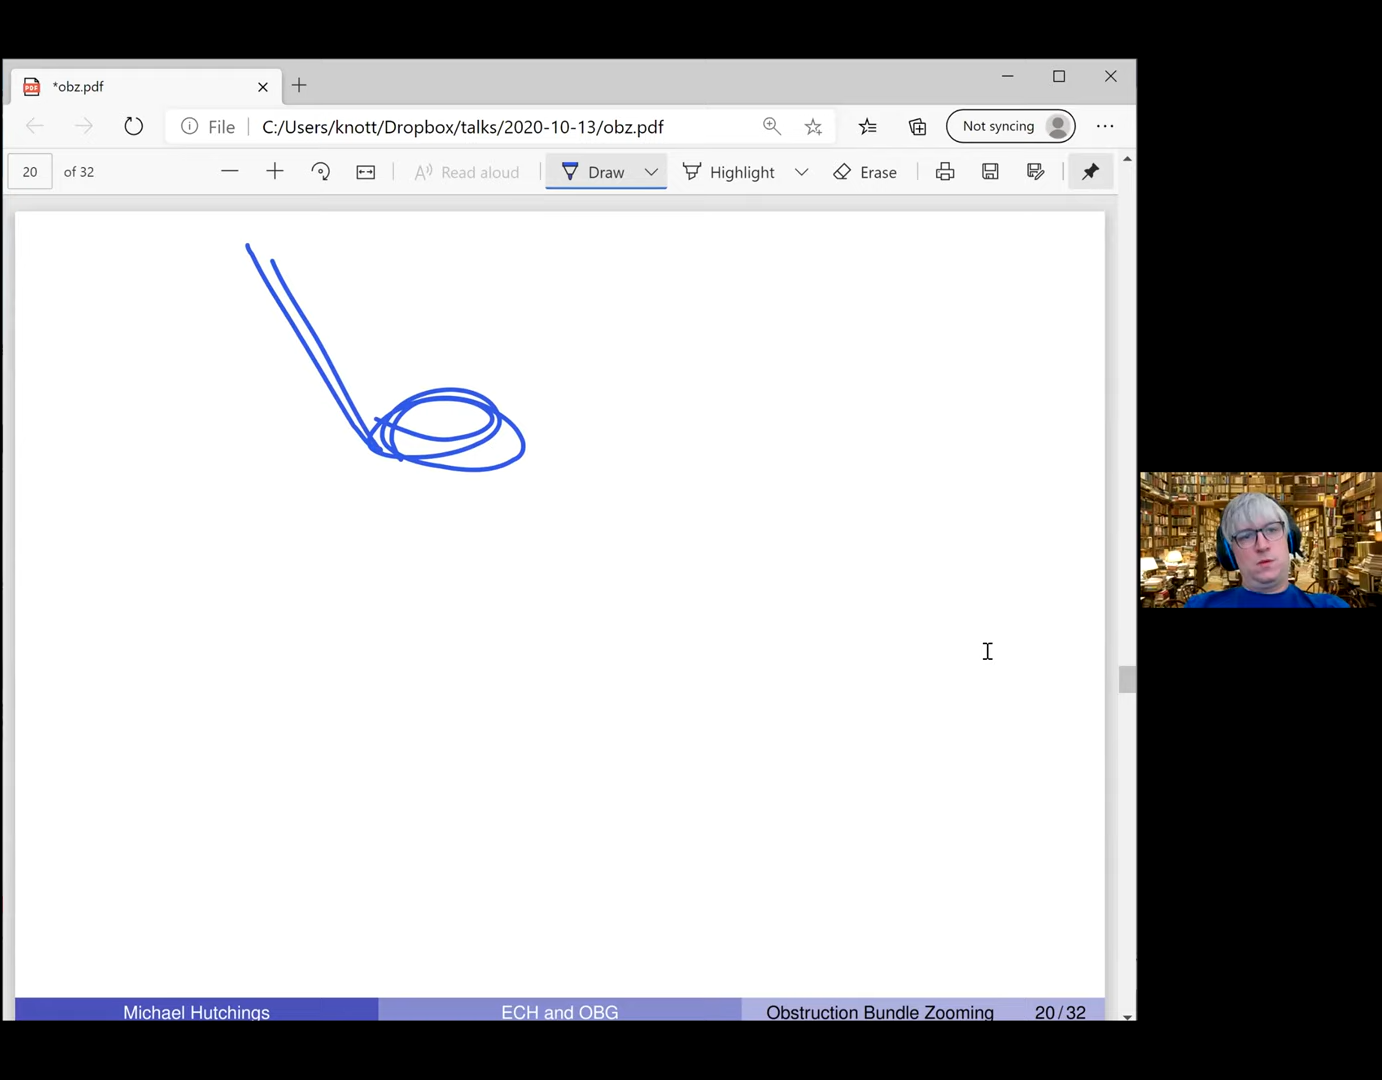 *obz.pdf
File C:/Users/knott/Dropbox/talks/2020-10-13/obz.pdf Not syncing
20 of 32 Read aloud Draw Highlight Erase
Michael Hutchings ECH and OBG Obstruction Bundle Zooming 20/32